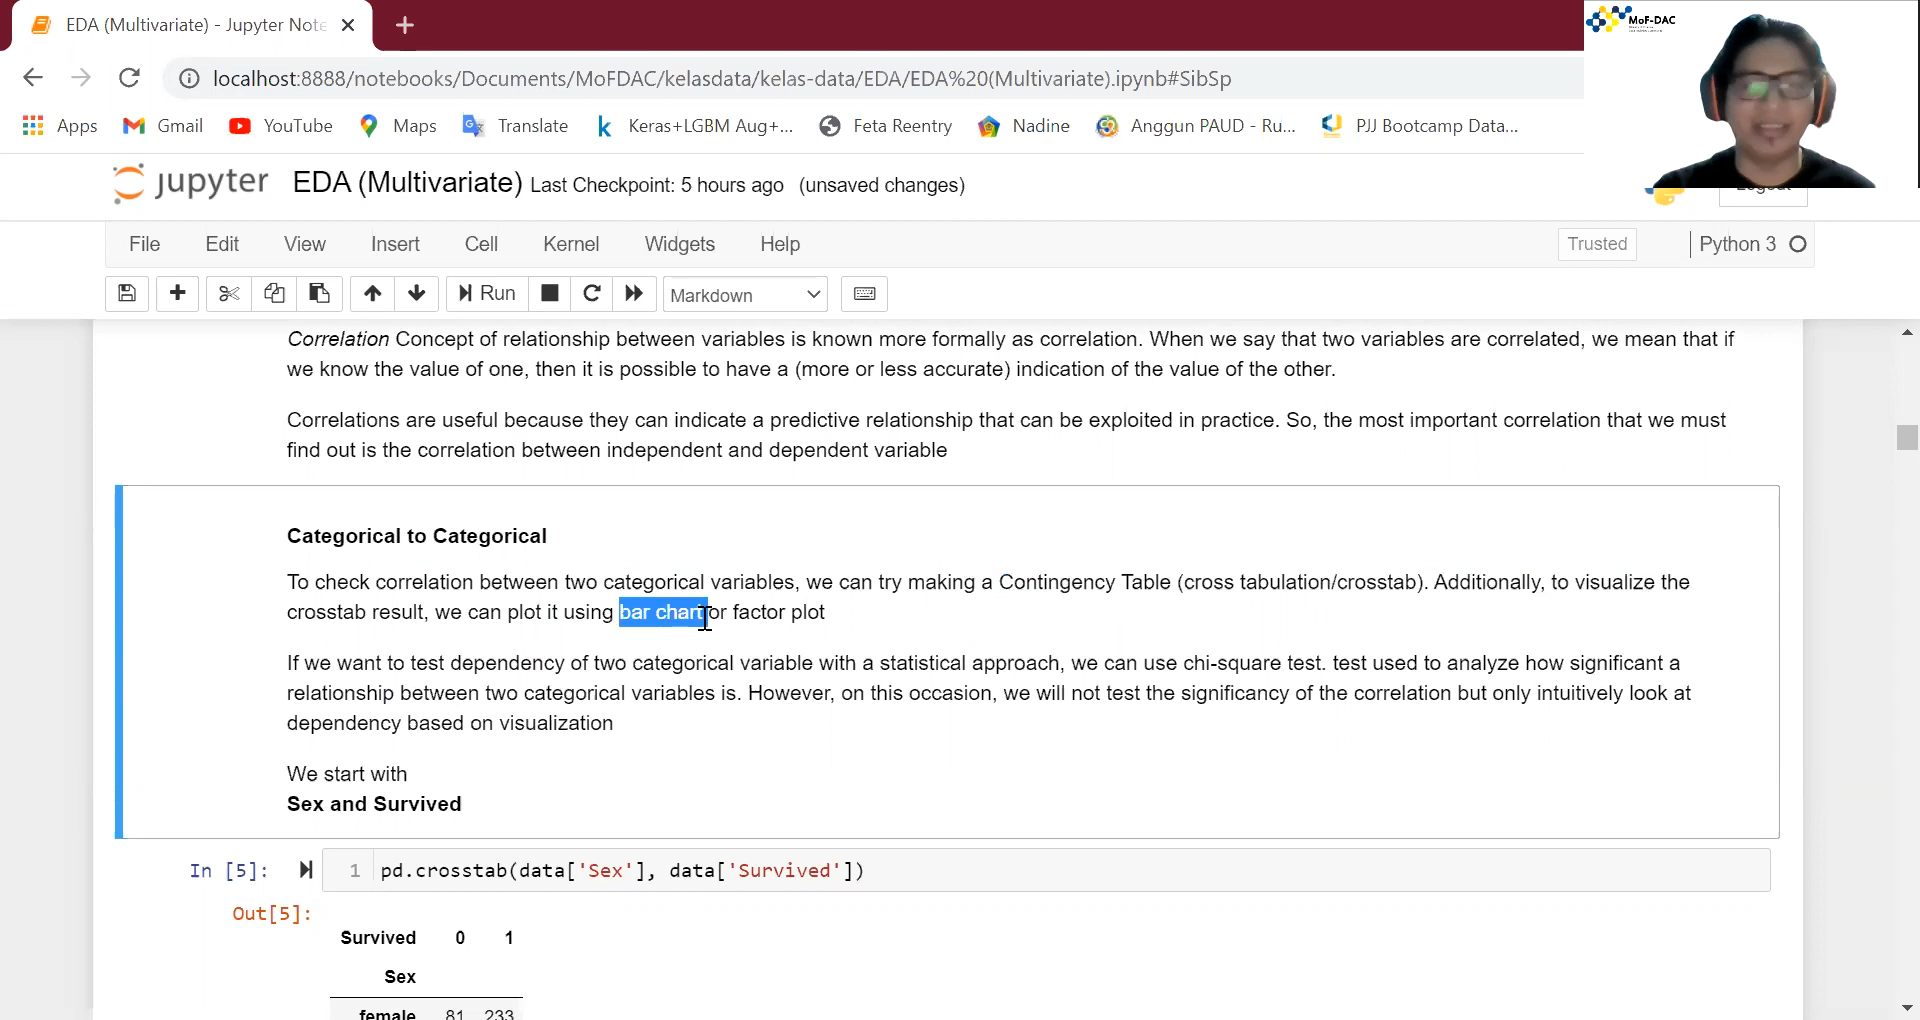 EDA (Multivariate) - Jupyter Note
MoF-DAC
localhost:8888/notebooks/Documents/MoFDAC/kelasdata/kelas-data/EDA/EDA%20(Multivariate).ipynb#SibSp
Apps Gmail YouTube Maps Translate Keras+LGBM Aug+... Feta Reentry Nadine Anggun PAUD - Ru... PJJ Bootcamp Data...
jupyter EDA (Multivariate) Last Checkpoint: 5 hours ago (unsaved changes) Logout
File Edit View Insert Cell Kernel Widgets Help Trusted Python 3
Run Markdown
Correlation Concept of relationship between variables is known more formally as correlation. When we say that two variables are correlated, we mean that if
we know the value of one, then it is possible to have a (more or less accurate) indication of the value of the other.
Correlations are useful because they can indicate a predictive relationship that can be exploited in practice. So, the most important correlation that we must
find out is the correlation between independent and dependent variable
Categorical to Categorical
To check correlation between two categorical variables, we can try making a Contingency Table (cross tabulation/crosstab). Additionally, to visualize the
crosstab result, we can plot it using bar chart or factor plot
If we want to test dependency of two categorical variable with a statistical approach, we can use chi-square test. test used to analyze how significant a
relationship between two categorical variables is. However, on this occasion, we will not test the significancy of the correlation but only intuitively look at
dependency based on visualization
We start with
Sex and Survived
In [5]: 1 pd.crosstab(data['Sex'], data['Survived'])
Out[5]:
Survived 0 1
Sex
female 81 233